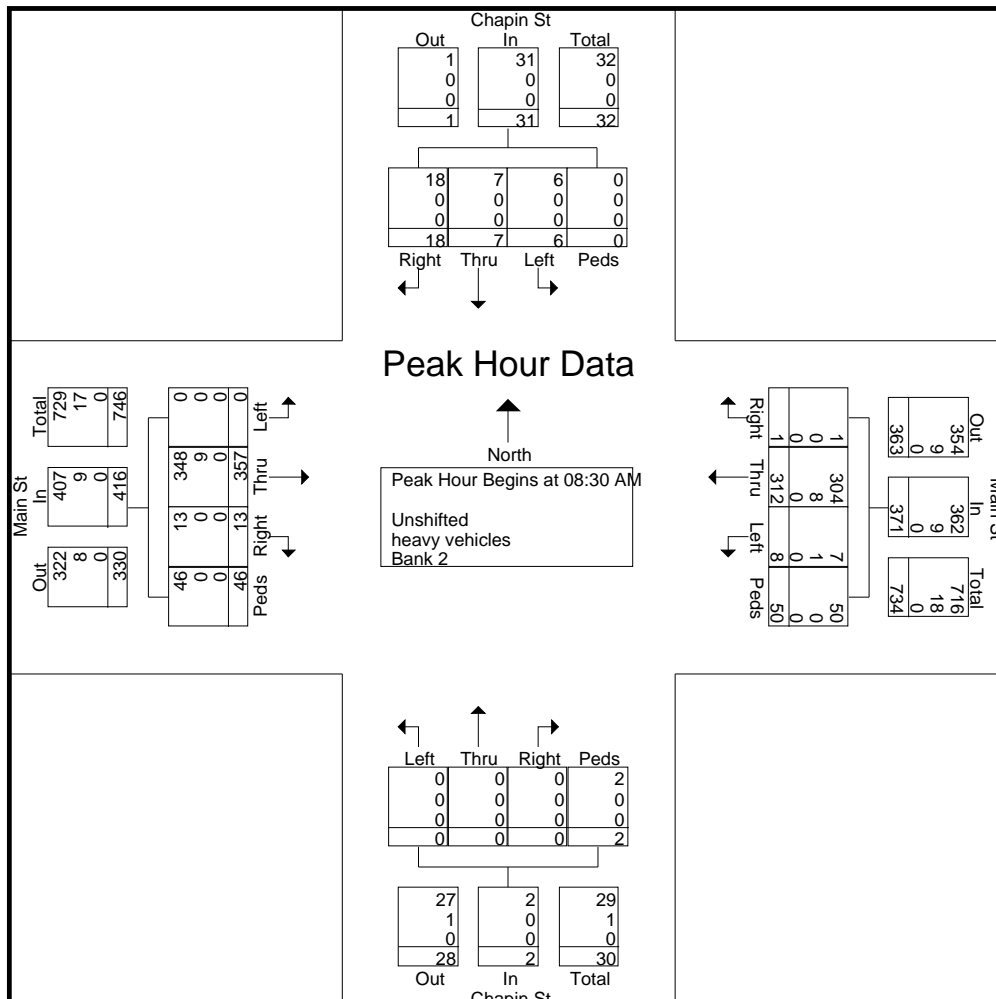 Chapin St
Out In Total
1 31 32
0 0 0
0 0 0
1 31 32
18 7 6 0
0 0 0 0
0 0 0 0
18 7 6 0
Right Thru Left Peds
Peak Hour Data
North
Peak Hour Begins at 08:30 AM
Unshifted
heavy vehicles
Bank 2
Main St
Out In Total
322 407 729
8 9 17
0 0 0
330 416 746
46 13 348 0
0 0 9 0
0 0 0 0
46 13 357 0
Peds Right Thru Left
Main St
Out In Total
354 362 716
9 9 18
0 0 0
363 371 734
1 304 7 50
0 8 1 0
0 0 0 0
1 312 8 50
Right Thru Left Peds
Left Thru Right Peds
0 0 0 2
0 0 0 0
0 0 0 0
0 0 0 2
27 2 29
1 0 1
0 0 0
28 2 30
Out In Total
Chapin St